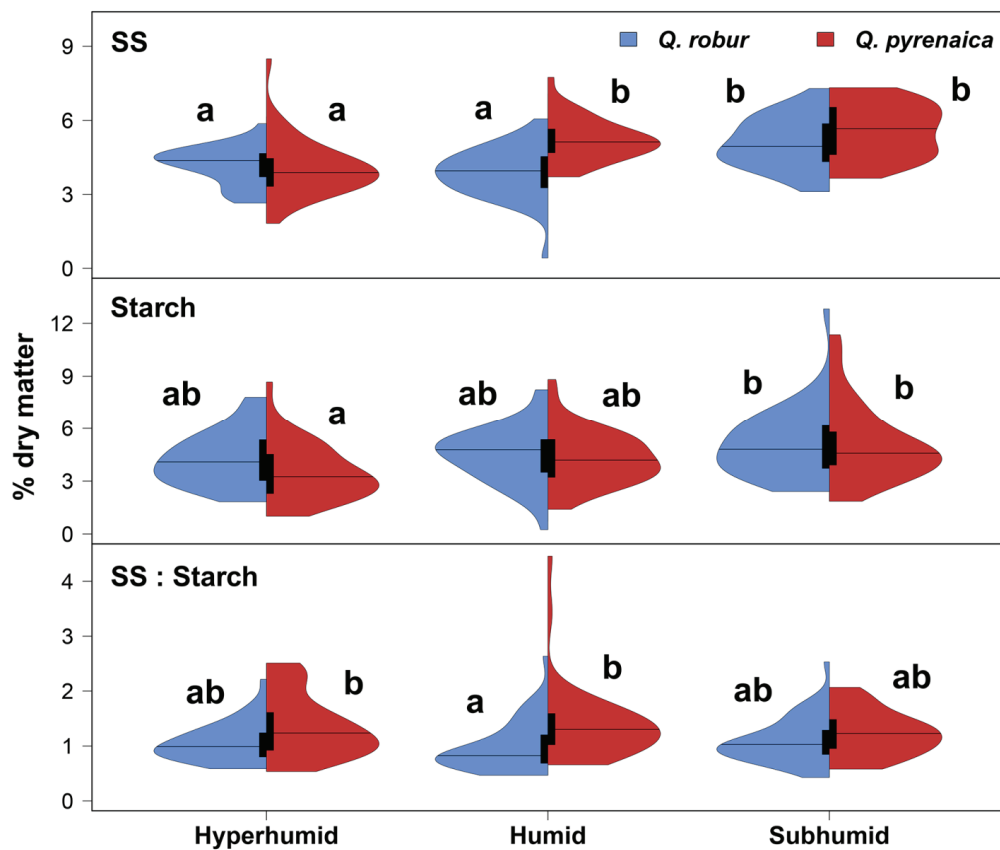 SS
Q. robur Q. pyrenaica
9
6
3
0
a a a b b b
Starch
12
9
6
3
0
ab a ab ab b b
SS : Starch
4
3
2
1
0
ab b a b ab ab
% dry matter
Hyperhumid Humid Subhumid